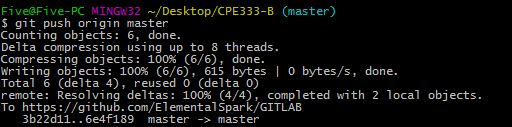 Five@Five-PC MINGW32 ~/Desktop/CPE333-B (master)
$ git push origin master
Counting objects: 6, done.
Delta compression using up to 8 threads.
Compressing objects: 100% (6/6), done.
Writing objects: 100% (6/6), 615 bytes | 0 bytes/s, done.
Total 6 (delta 4), reused 0 (delta 0)
remote: Resolving deltas: 100% (4/4), completed with 2 local objects.
To https://github.com/ElementalSpark/GITLAB
3b22d11..6e4f189  master -> master